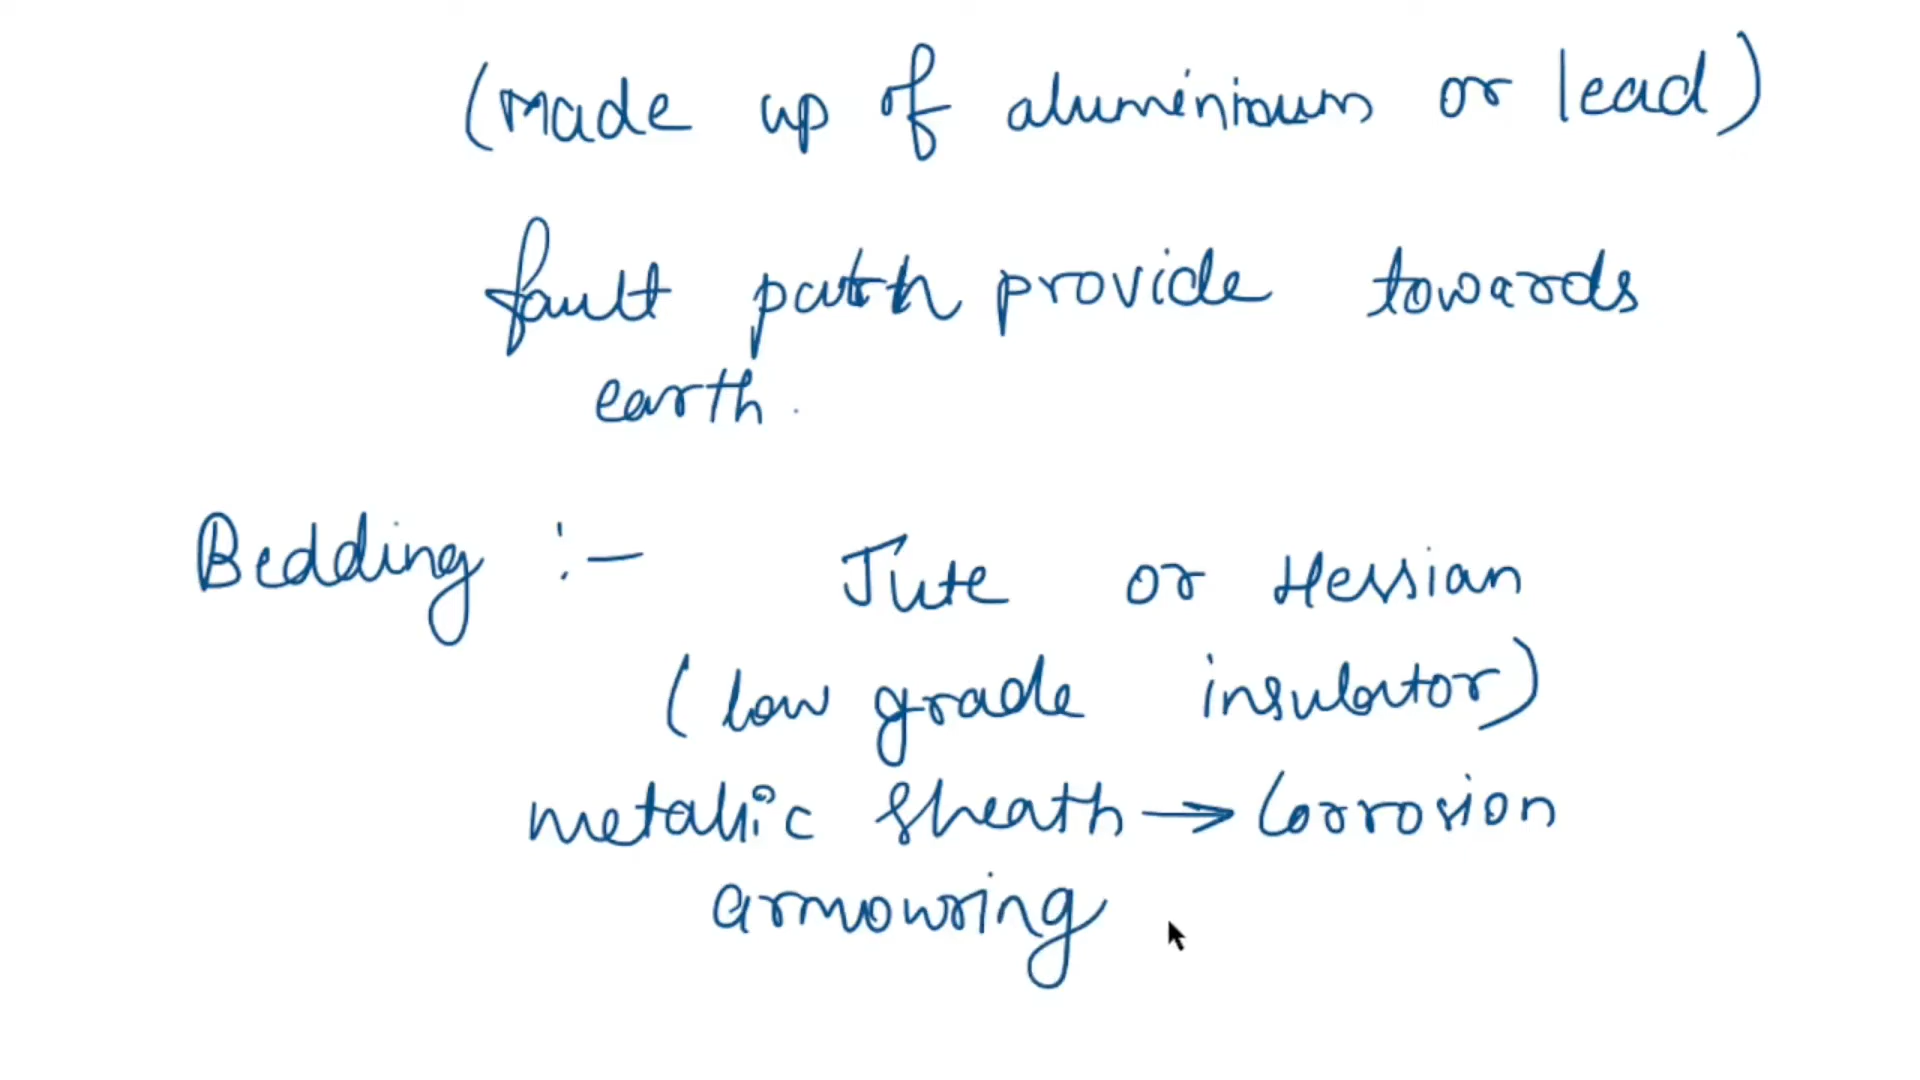 (Made up of aluminium or lead)
fault path provide towards
earth.
Bedding :- Jute or Hessian
(low grade insulator)
metallic sheath → Corrosion
armouring